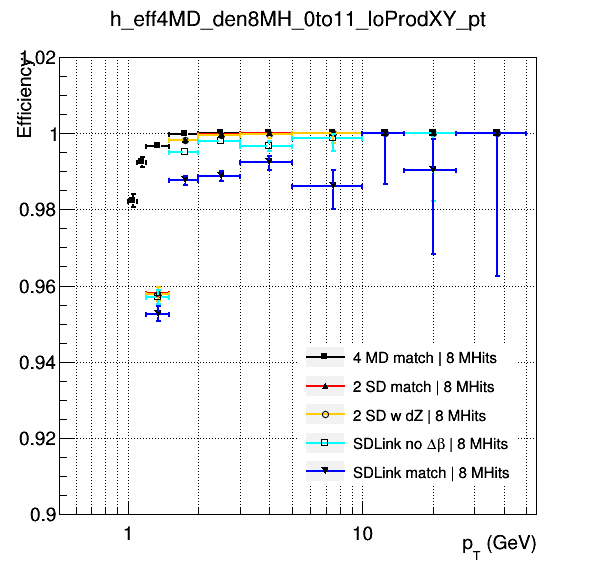 h_eff4MD_den8MH_0to11_loProdXY_pt
Efficiency
1.02
1
0.98
0.96
0.94
0.92
0.9
4 MD match | 8 MHits
2 SD match | 8 MHits
2 SD w dZ | 8 MHits
SDLink no Δβ | 8 MHits
SDLink match | 8 MHits
1
10
p_T (GeV)